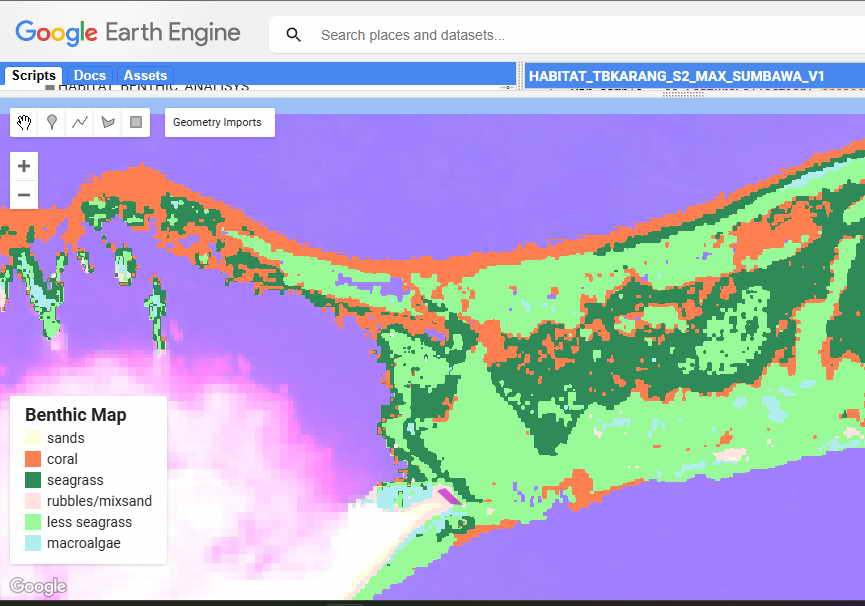 Google Earth Engine
Search places and datasets...
Scripts
Docs
Assets
HABITAT_TBKARANG_S2_MAX_SUMBAWA_V1
HABITAT_BENTHIC_ANALISYS
Geometry Imports
+
−
Benthic Map
sands
coral
seagrass
rubbles/mixsand
less seagrass
macroalgae
Google